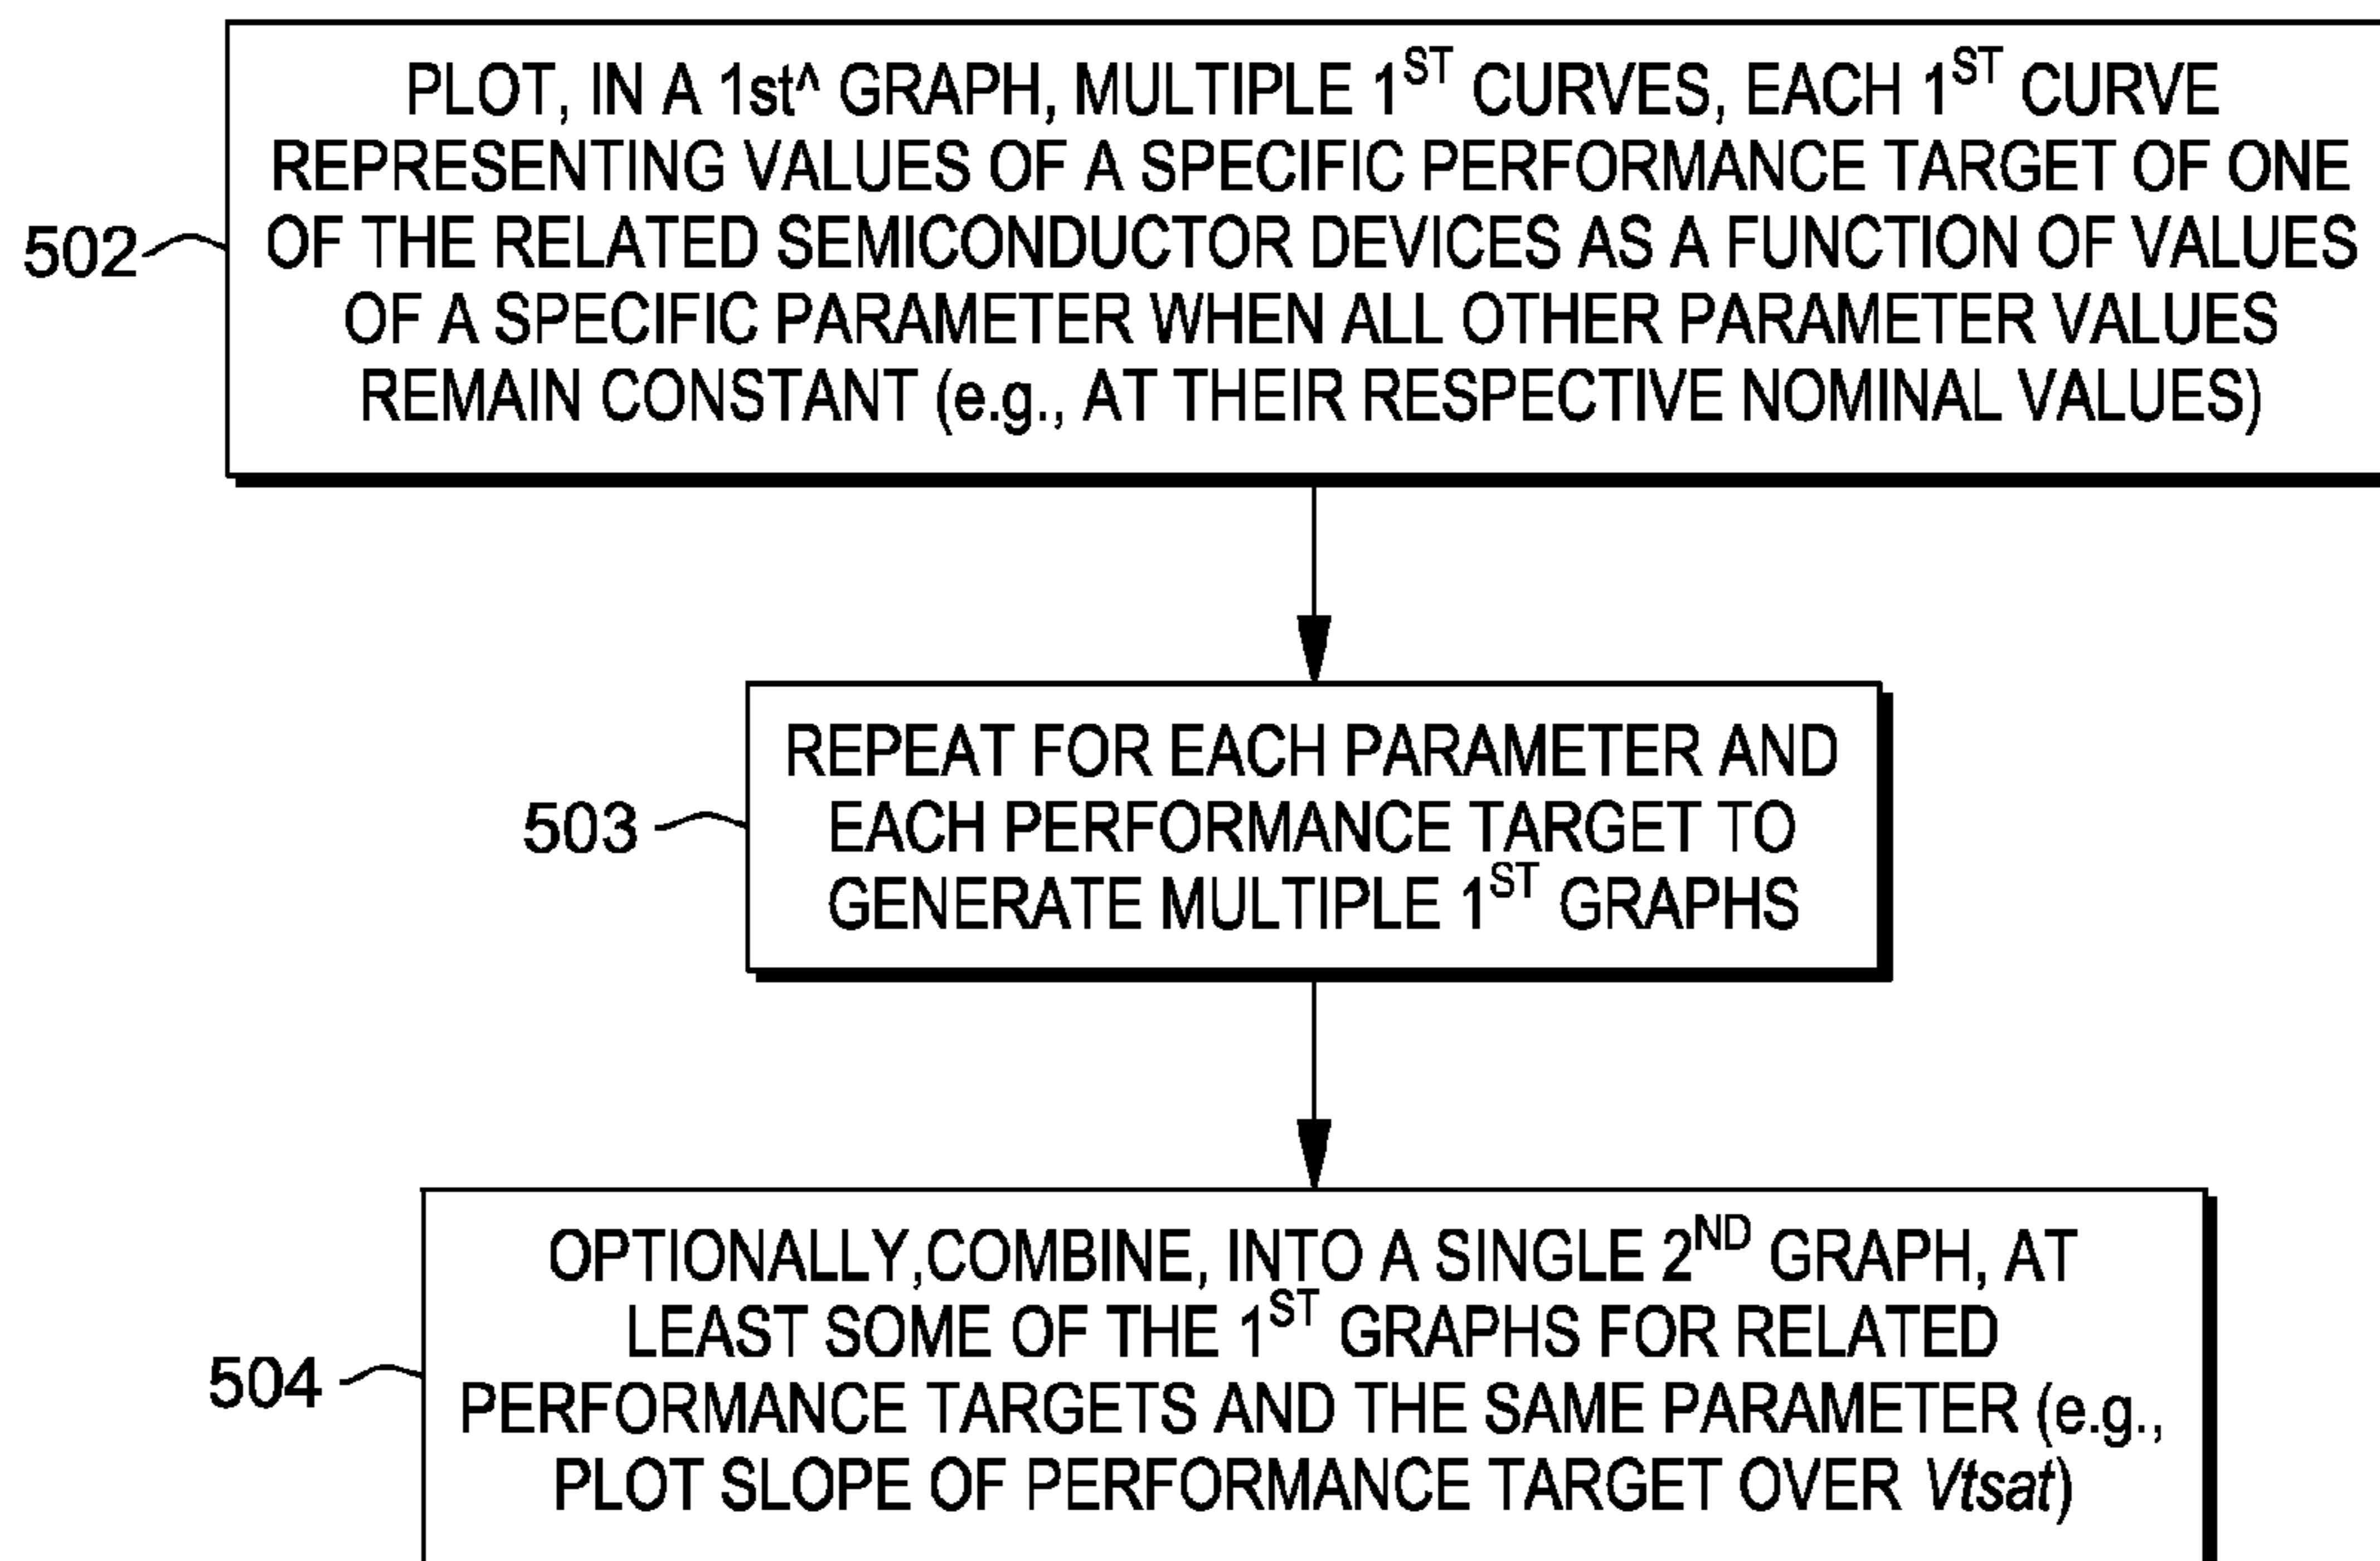 PLOT, IN A 1st^ GRAPH, MULTIPLE 1ST CURVES, EACH 1ST CURVE
REPRESENTING VALUES OF A SPECIFIC PERFORMANCE TARGET OF ONE
502
OF THE RELATED SEMICONDUCTOR DEVICES AS A FUNCTION OF VALUES
OF A SPECIFIC PARAMETER WHEN ALL OTHER PARAMETER VALUES
REMAIN CONSTANT (e.g., AT THEIR RESPECTIVE NOMINAL VALUES)
REPEAT FOR EACH PARAMETER AND
503
EACH PERFORMANCE TARGET TO
GENERATE MULTIPLE 1ST GRAPHS
OPTIONALLY,COMBINE, INTO A SINGLE 2ND GRAPH, AT
LEAST SOME OF THE 1ST GRAPHS FOR RELATED
504
PERFORMANCE TARGETS AND THE SAME PARAMETER (e.g.,
PLOT SLOPE OF PERFORMANCE TARGET OVER Vtsat)